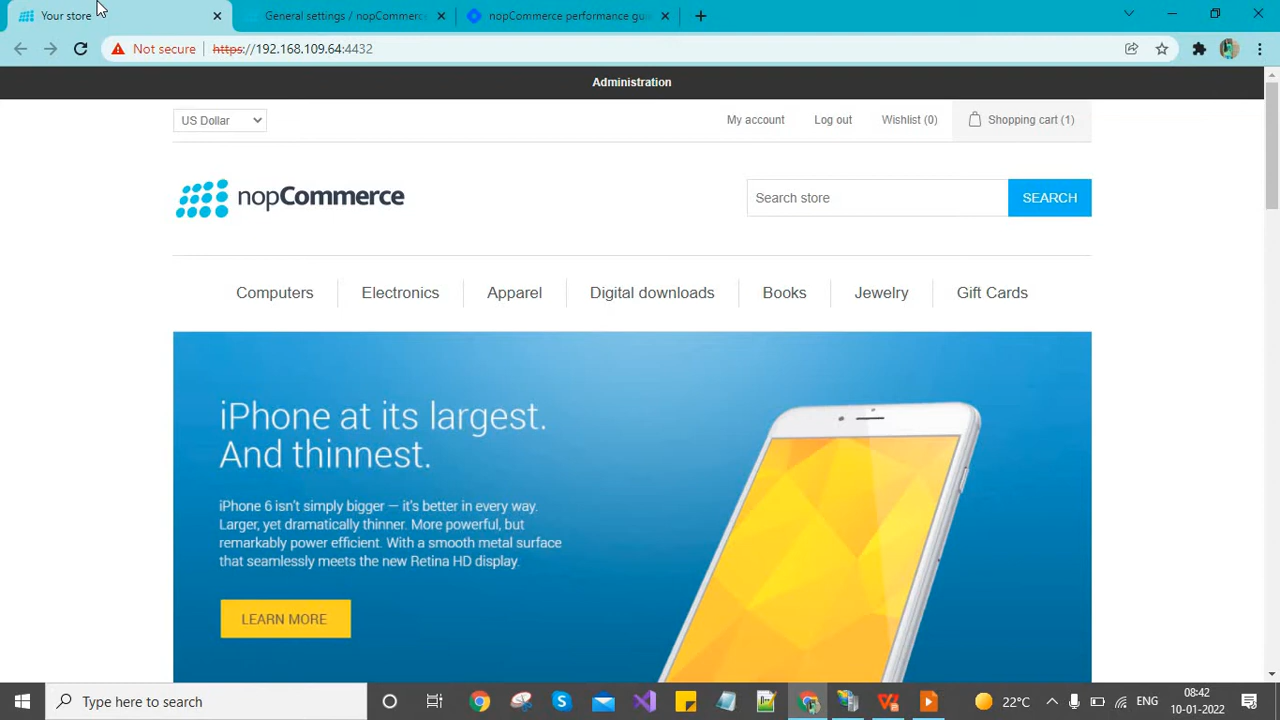 Your store
General settings / nopCommerce
nopCommerce performance gui
Not secure
https://192.168.109.64:4432
Administration
US Dollar
My account
Log out
Wishlist (0)
Shopping cart (1)
nopCommerce
Search store
SEARCH
Computers
Electronics
Apparel
Digital downloads
Books
Jewelry
Gift Cards
iPhone at its largest.
And thinnest.
iPhone 6 isn't simply bigger — it's better in every way.
Larger, yet dramatically thinner. More powerful, but
remarkably power efficient. With a smooth metal surface
that seamlessly meets the new Retina HD display.
LEARN MORE
Type here to search
22°C
ENG
08:42
10-01-2022